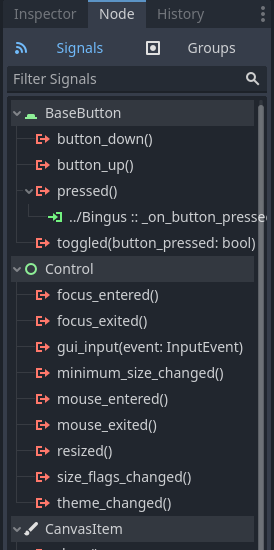 Inspector Node History
Signals Groups
Filter Signals
BaseButton
button_down()
button_up()
pressed()
../Bingus :: _on_button_presse
toggled(button_pressed: bool)
Control
focus_entered()
focus_exited()
gui_input(event: InputEvent)
minimum_size_changed()
mouse_entered()
mouse_exited()
resized()
size_flags_changed()
theme_changed()
CanvasItem